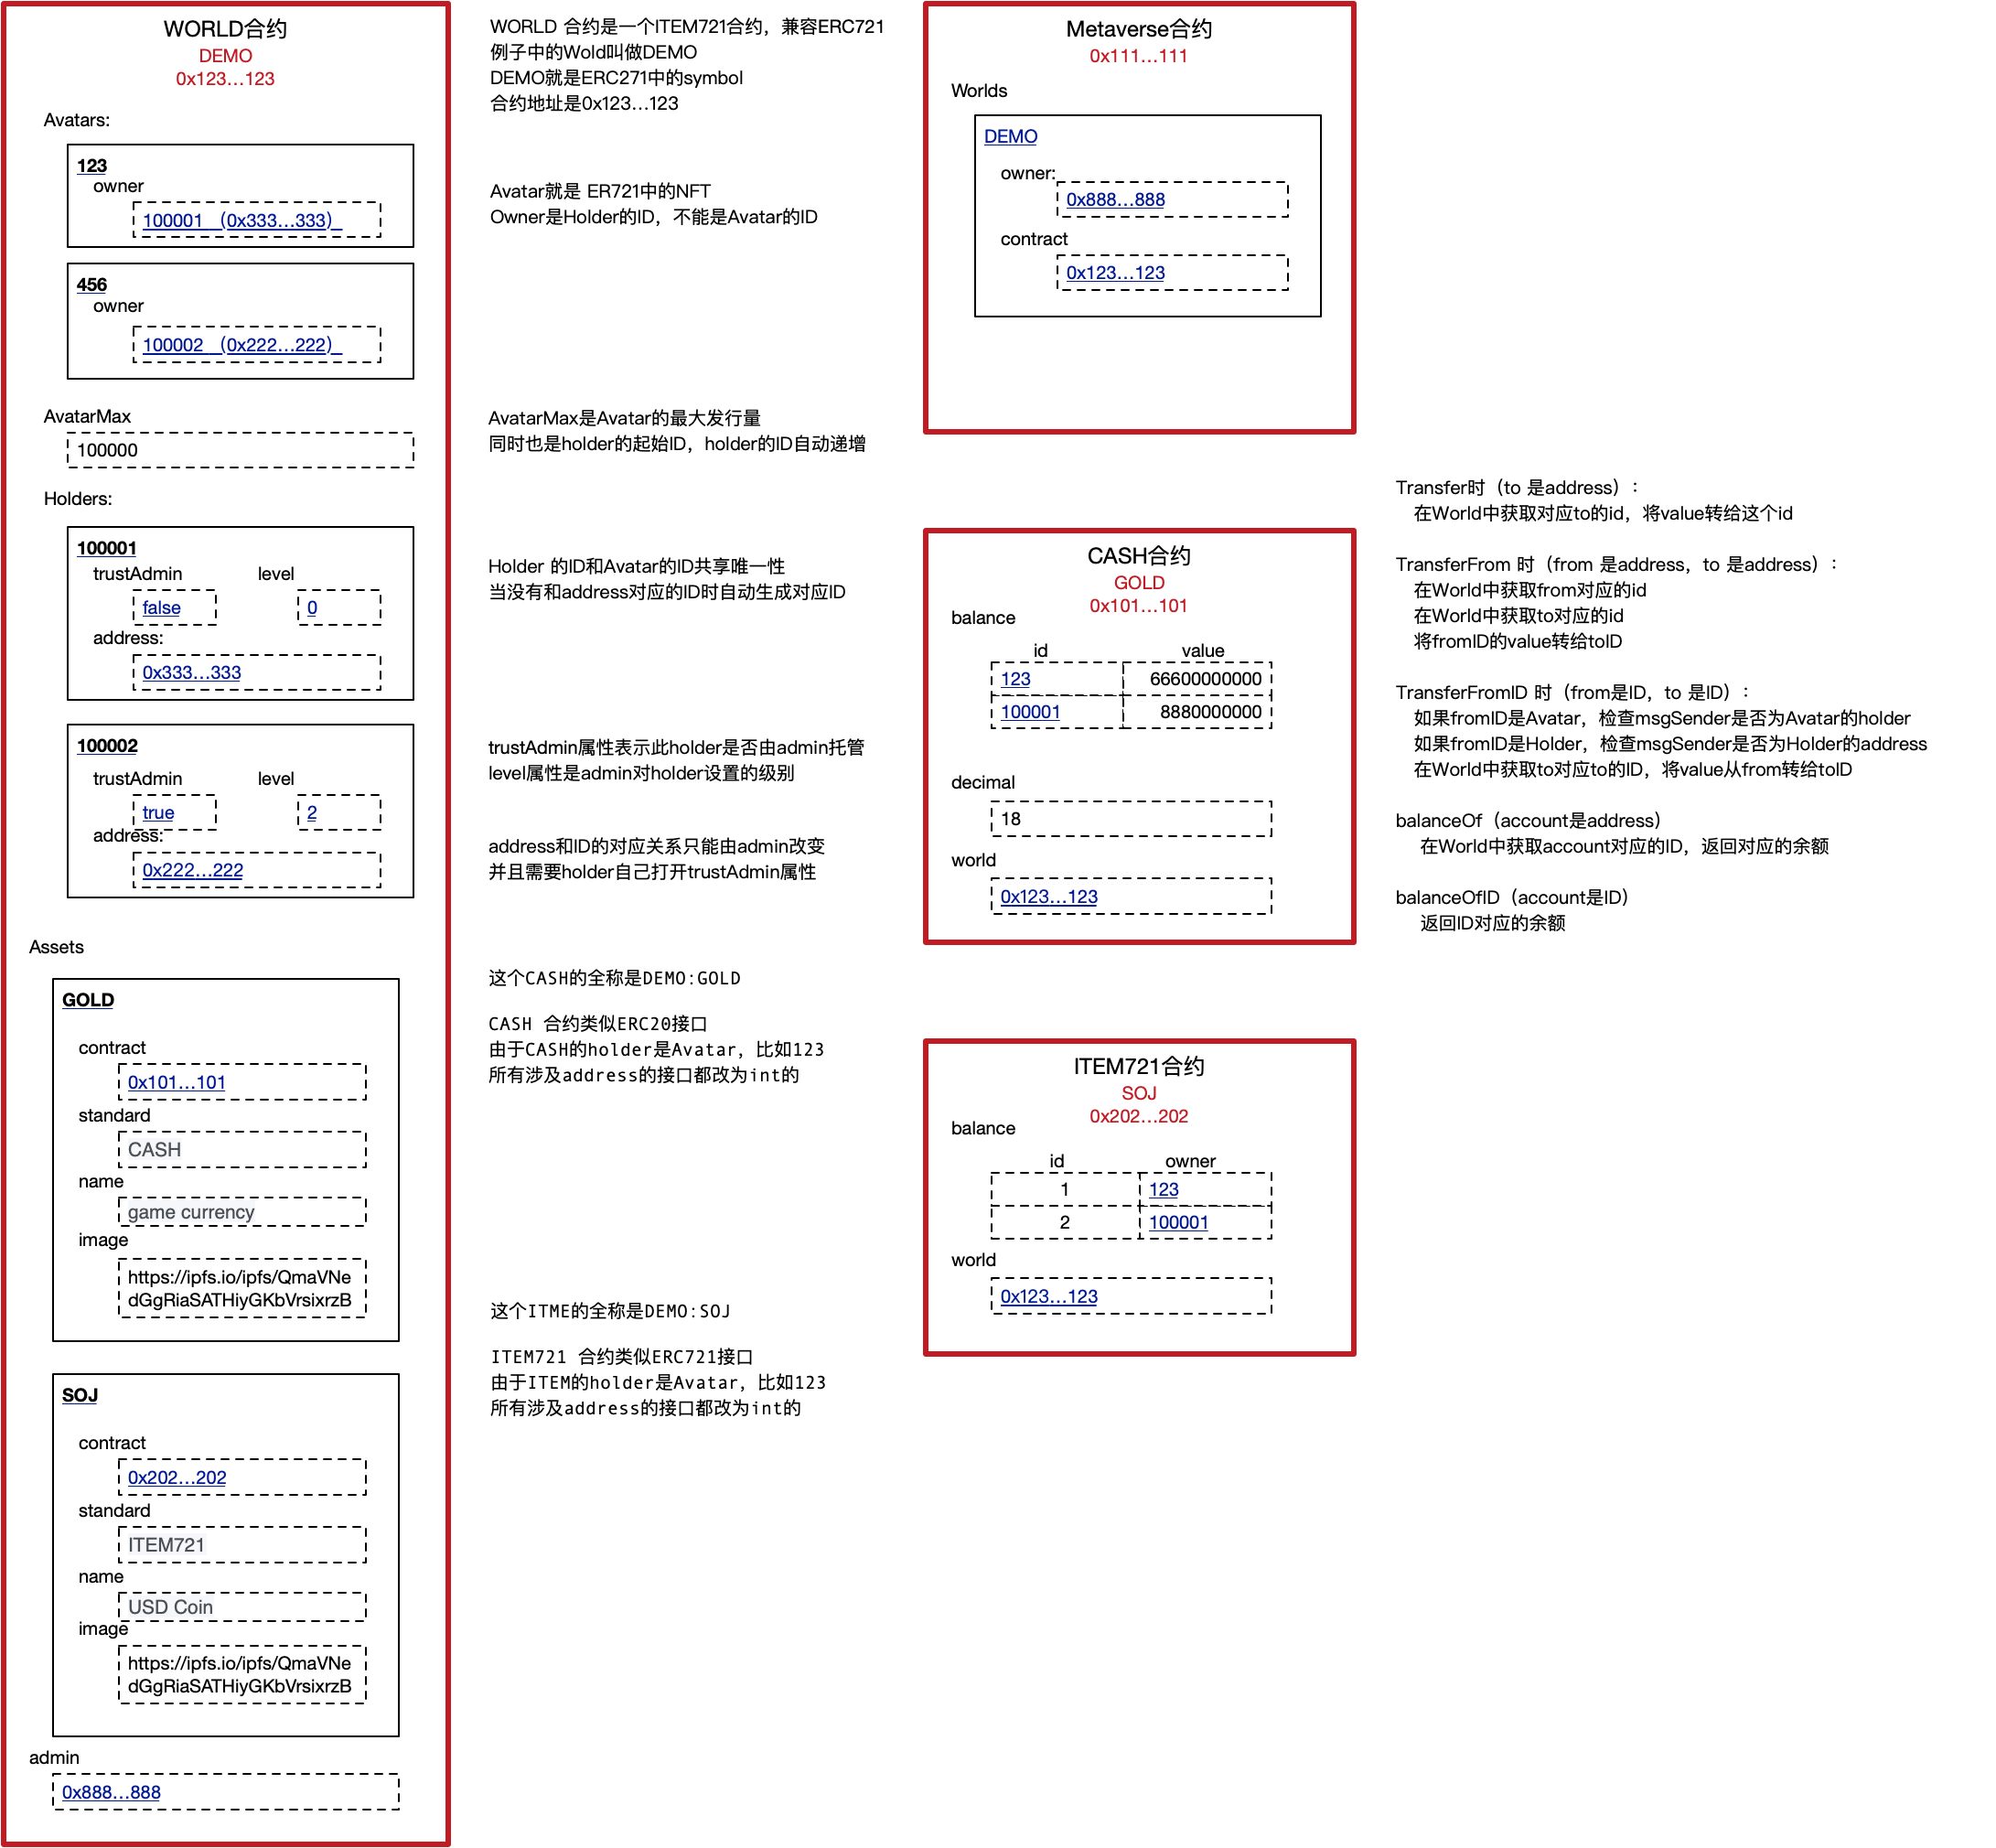 WORLD合约
DEMO
0x123...123
Avatars:
123
owner
100001 （0x333...333）
456
owner
100002 （0x222...222）
AvatarMax
100000
Holders:
100001
trustAdmin level
false 0
address:
0x333...333
100002
trustAdmin level
true 2
address:
0x222...222
Assets
GOLD
contract
0x101...101
standard
CASH
name
game currency
image
https://ipfs.io/ipfs/QmaVNe
dGgRiaSATHiyGKbVrsixrzB
SOJ
contract
0x202...202
standard
ITEM721
name
USD Coin
image
https://ipfs.io/ipfs/QmaVNe
dGgRiaSATHiyGKbVrsixrzB
admin
0x888...888
WORLD 合约是一个ITEM721合约，兼容ERC721
例子中的Wold叫做DEMO
DEMO就是ERC271中的symbol
合约地址是0x123...123
Avatar就是 ER721中的NFT
Owner是Holder的ID，不能是Avatar的ID
AvatarMax是Avatar的最大发行量
同时也是holder的起始ID，holder的ID自动递增
Holder 的ID和Avatar的ID共享唯一性
当没有和address对应的ID时自动生成对应ID
trustAdmin属性表示此holder是否由admin托管
level属性是admin对holder设置的级别
address和ID的对应关系只能由admin改变
并且需要holder自己打开trustAdmin属性
这个CASH的全称是DEMO:GOLD
CASH 合约类似ERC20接口
由于CASH的holder是Avatar，比如123
所有涉及address的接口都改为int的
这个ITME的全称是DEMO:SOJ
ITEM721 合约类似ERC721接口
由于ITEM的holder是Avatar，比如123
所有涉及address的接口都改为int的
Metaverse合约
0x111...111
Worlds
DEMO
owner:
0x888...888
contract
0x123...123
CASH合约
GOLD
0x101...101
balance
id value
123 66600000000
100001 8880000000
decimal
18
world
0x123...123
ITEM721合约
SOJ
0x202...202
balance
id owner
1 123
2 100001
world
0x123...123
Transfer时（to 是address）：
在World中获取对应to的id，将value转给这个id
TransferFrom 时（from 是address，to 是address）：
在World中获取from对应的id
在World中获取to对应的id
将fromID的value转给toID
TransferFromID 时（from是ID，to 是ID）：
如果fromID是Avatar，检查msgSender是否为Avatar的holder
如果fromID是Holder，检查msgSender是否为Holder的address
在World中获取to对应to的ID，将value从from转给toID
balanceOf（account是address）
在World中获取account对应的ID，返回对应的余额
balanceOfID（account是ID）
返回ID对应的余额